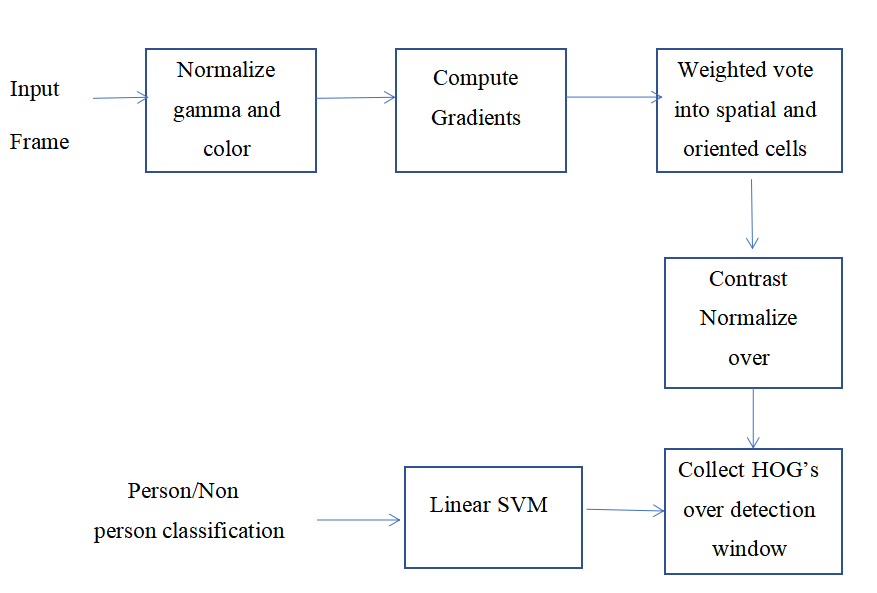 Input
Frame
Normalize
gamma and
color
Compute
Gradients
Weighted vote
into spatial and
oriented cells
Contrast
Normalize
over
Collect HOG’s
over detection
window
Linear SVM
Person/Non
person classification